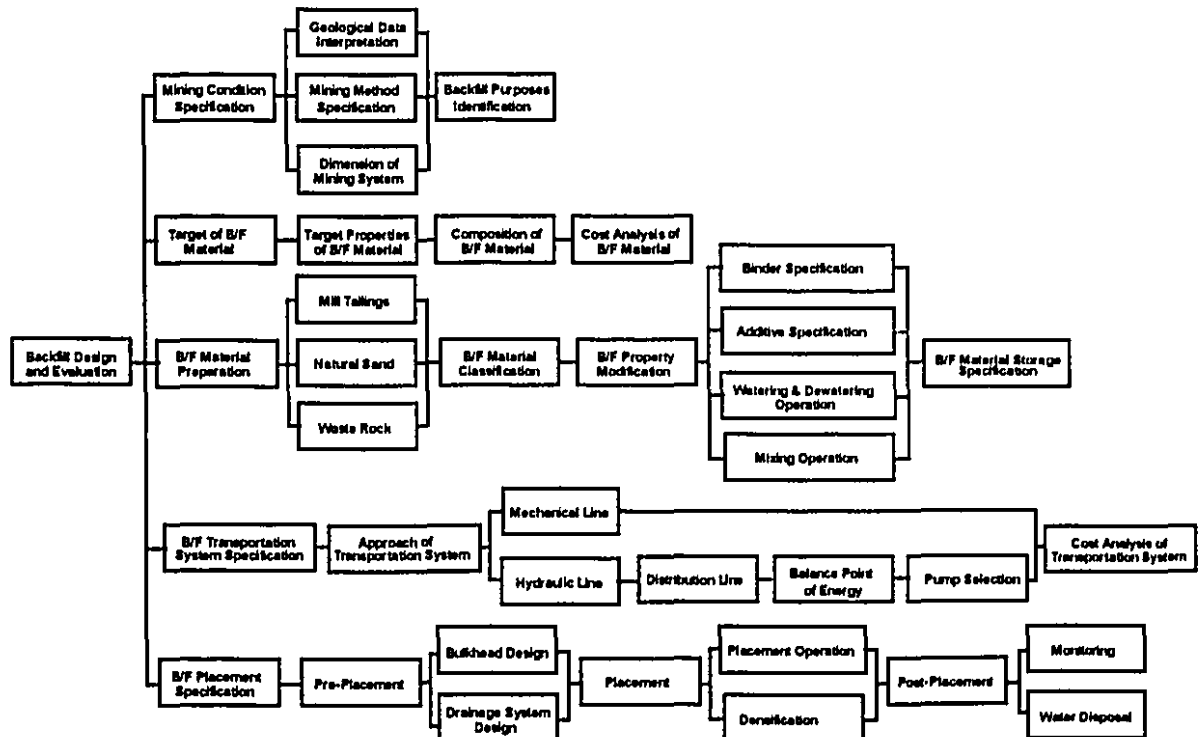 Geological Data
Interpretation
Mining Condition
Specification
Mining Method
Specification
Backfill Purposes
Identification
Dimension of
Mining System
Target of B/F
Material
Target Properties
of B/F Material
Composition of
B/F Material
Cost Analysis of
B/F Material
Binder Specification
Mill Tailings
Additive Specification
Backfill Design
and Evaluation
B/F Material
Preparation
Natural Sand
B/F Material
Classification
B/F Property
Modification
B/F Material Storage
Specification
Watering & Dewatering
Operation
Waste Rock
Mixing Operation
Mechanical Line
B/F Transportation
System Specification
Approach of
Transportation System
Cost Analysis of
Transportation System
Hydraulic Line
Distribution Line
Balance Point
of Energy
Pump Selection
Bulkhead Design
Placement Operation
Monitoring
B/F Placement
Specification
Pre-Placement
Placement
Post-Placement
Drainage System
Design
Densification
Water Disposal